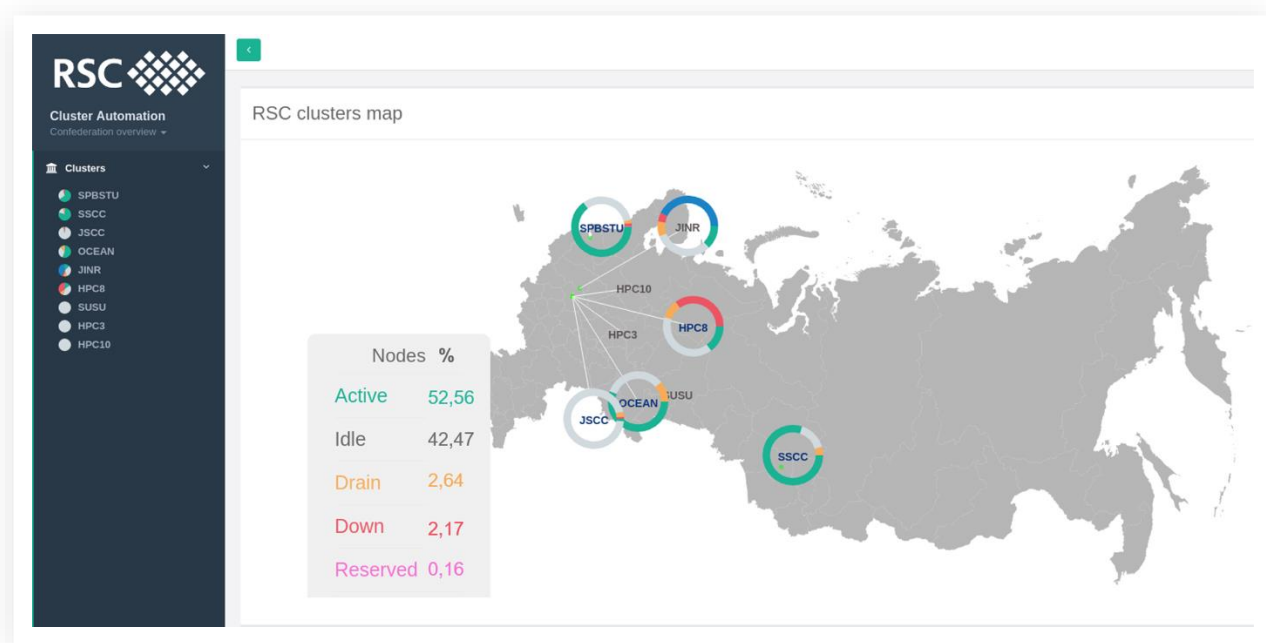 RSC
Cluster Automation
Confederation overview
Clusters
SPBSTU
SSCC
JSCC
OCEAN
JINR
HPC8
SUSU
HPC3
HPC10
RSC clusters map
SPBSTU
JINR
HPC10
HPC8
HPC3
OCEAN
SUSU
JSCC
SSCC
Nodes %
Active 52,56
Idle 42,47
Drain 2,64
Down 2,17
Reserved 0,16